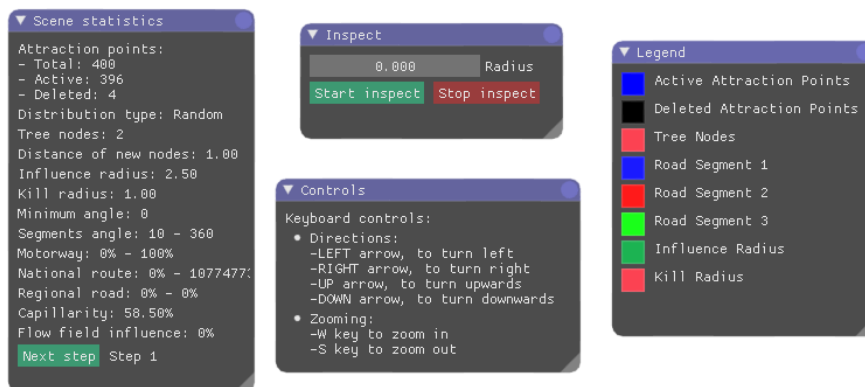 Scene statistics
Attraction points:
- Total: 400
- Active: 396
- Deleted: 4
Distribution type: Random
Tree nodes: 2
Distance of new nodes: 1.00
Influence radius: 2.50
Kill radius: 1.00
Minimum angle: 0
Segments angle: 10 - 360
Motorway: 0% - 100%
National route: 0% -
Regional road: 0% - 0%
Capillarity: 58.50%
Flow field influence: 0%
Next step Step 1
Inspect
0.000 Radius
Start inspect Stop inspect
Controls
Keyboard controls:
• Directions:
-LEFT arrow, to turn left
-RIGHT arrow, to turn right
-UP arrow, to turn upwards
-DOWN arrow, to turn downwards
• Zooming:
-W key to zoom in
-S key to zoom out
Legend
Active Attraction Points
Deleted Attraction Points
Tree Nodes
Road Segment 1
Road Segment 2
Road Segment 3
Influence Radius
Kill Radius